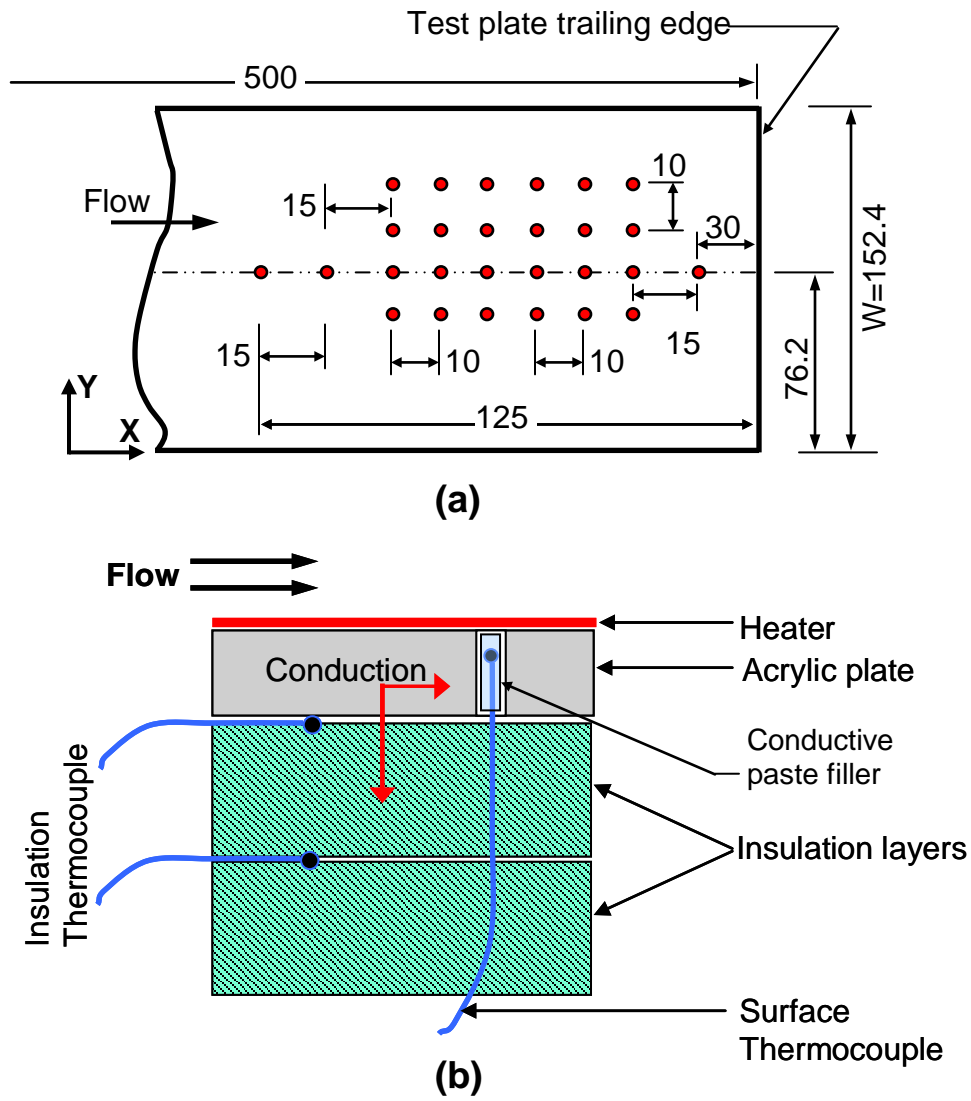 Test plate trailing edge
500
10
Flow
15
30
W=152.4
15
15
10
10
76.2
125
Y
X
(a)
Flow
Heater
Conduction
Acrylic plate
Conductive
paste filler
Insulation
Thermocouple
Insulation layers
Surface
Thermocouple
(b)